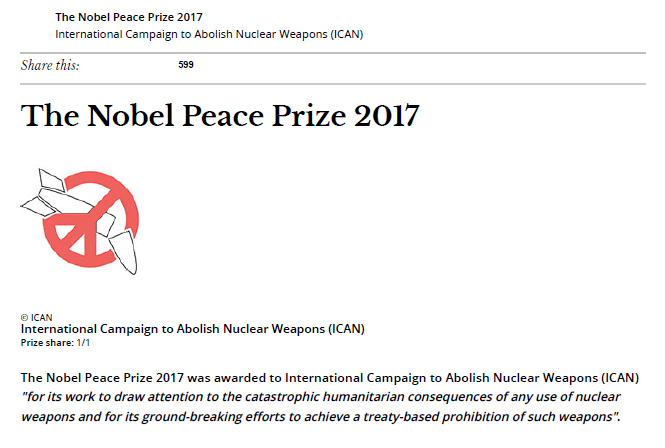 The Nobel Peace Prize 2017
International Campaign to Abolish Nuclear Weapons (ICAN)
Share this: 599
The Nobel Peace Prize 2017
© ICAN
International Campaign to Abolish Nuclear Weapons (ICAN)
Prize share: 1/1
The Nobel Peace Prize 2017 was awarded to International Campaign to Abolish Nuclear Weapons (ICAN)
"for its work to draw attention to the catastrophic humanitarian consequences of any use of nuclear
weapons and for its ground-breaking efforts to achieve a treaty-based prohibition of such weapons".